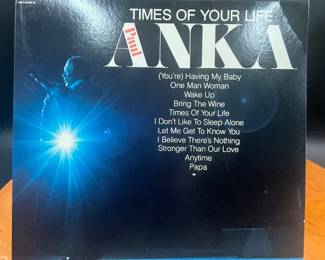 TIMES OF YOUR LIFE
Paul
ANKA
(You're) Having My Baby
One Man Woman
Wake Up
Bring The Wine
Times Of Your Life
I Don't Like To Sleep Alone
Let Me Get To Know You
I Believe There's Nothing
Stronger Than Our Love
Anytime
Papa